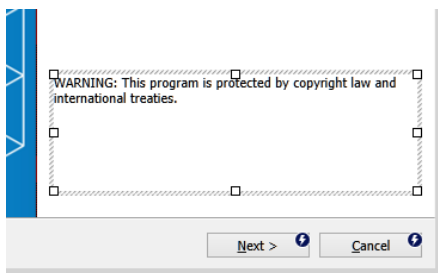 WARNING: This program is protected by copyright law and
international treaties.
Next >
Cancel